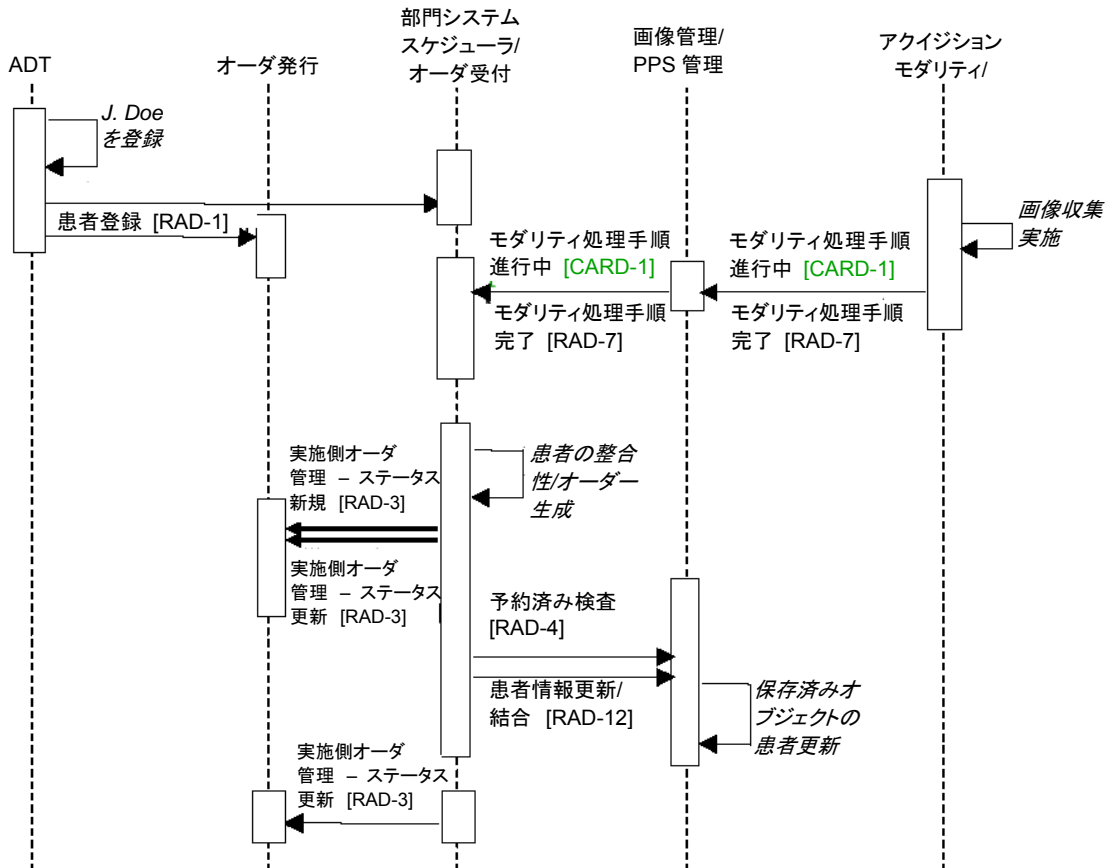 ADT
オーダ発行
部門システム
スケジューラ/
オーダ受付
画像管理/
PPS 管理
アクイジション
モダリティ/
J. Doe
を登録
患者登録 [RAD-1]
画像収集
実施
モダリティ処理手順
進行中 [CARD-1]
モダリティ処理手順
完了 [RAD-7]
モダリティ処理手順
進行中 [CARD-1]
モダリティ処理手順
完了 [RAD-7]
実施側オーダ
管理 – ステータス
新規 [RAD-3]
患者の整合
性/オーダー
生成
実施側オーダ
管理 – ステータス
更新 [RAD-3]
予約済み検査
[RAD-4]
患者情報更新/
結合 [RAD-12]
保存済みオ
ブジェクトの
患者更新
実施側オーダ
管理 – ステータス
更新 [RAD-3]